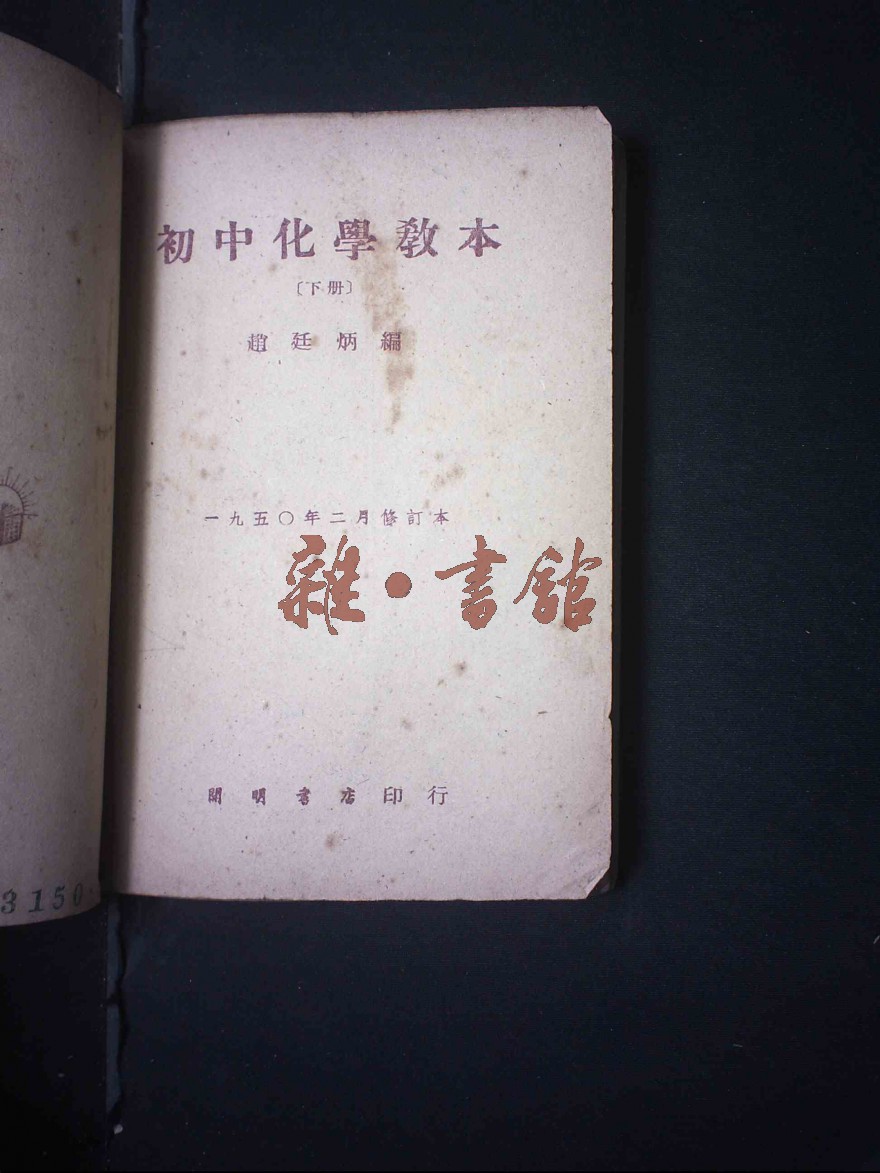 初中化學教本
〔下册〕
趙廷炳編
一九五〇年二月修訂本
雜·書館
開明書店印行
3150